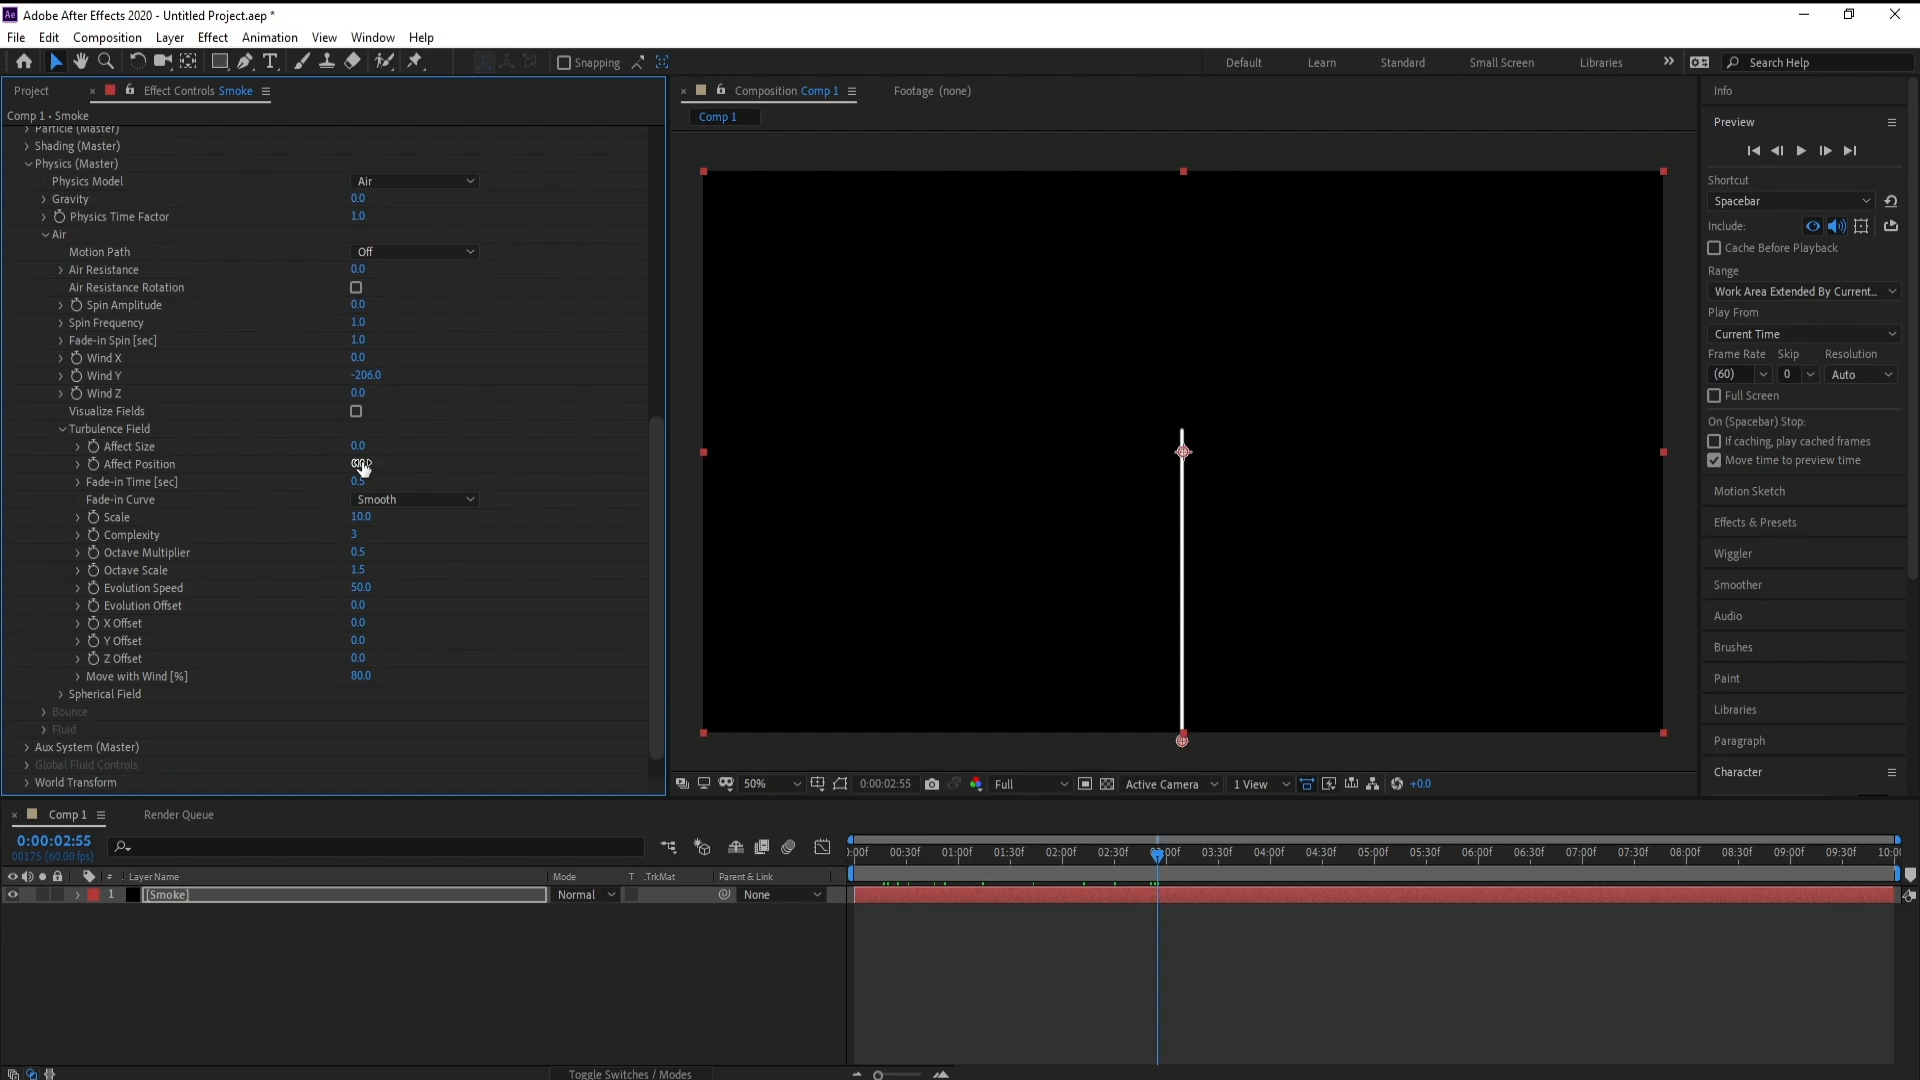 Ae Adobe After Effects 2020 - Untitled Project.aep *
File Edit Composition Layer Effect Animation View Window Help
Snapping Default Learn Standard Small Screen Libraries Search Help
Project
Effect Controls Smoke
Comp 1 • Smoke
Particle (Master)
Shading (Master)
Physics (Master)
Physics Model Air
Gravity 0.0
Physics Time Factor 1.0
Air
Motion Path Off
Air Resistance 0.0
Air Resistance Rotation
Spin Amplitude 0.0
Spin Frequency 1.0
Fade-in Spin [sec] 1.0
Wind X 0.0
Wind Y -206.0
Wind Z 0.0
Visualize Fields
Turbulence Field
Affect Size 0.0
Affect Position
Fade-in Time [sec] 0.5
Fade-in Curve Smooth
Scale 10.0
Complexity 3
Octave Multiplier 0.5
Octave Scale 1.5
Evolution Speed 50.0
Evolution Offset 0.0
X Offset 0.0
Y Offset 0.0
Z Offset 0.0
Move with Wind [%] 80.0
Spherical Field
Bounce
Fluid
Aux System (Master)
Global Fluid Controls
World Transform
Composition Comp 1
Footage (none)
Comp 1
50% 0:00:02:55 Full Active Camera 1 View +0.0
Info
Preview
Shortcut
Spacebar
Include:
Cache Before Playback
Range
Work Area Extended By Current...
Play From
Current Time
Frame Rate Skip Resolution
(60) 0 Auto
Full Screen
On (Spacebar) Stop:
If caching, play cached frames
Move time to preview time
Motion Sketch
Effects & Presets
Wiggler
Smoother
Audio
Brushes
Paint
Libraries
Paragraph
Character
Comp 1
Render Queue
0:00:02:55
00175 (60.00 fps)
# Layer Name Mode T .TrkMat Parent & Link
1 [Smoke] Normal None
:00f 00:30f 01:00f 01:30f 02:00f 02:30f 03:30f 04:00f 04:30f 05:00f 05:30f 06:00f 06:30f 07:00f 07:30f 08:00f 08:30f 09:00f 09:30f 10:0
Toggle Switches / Modes